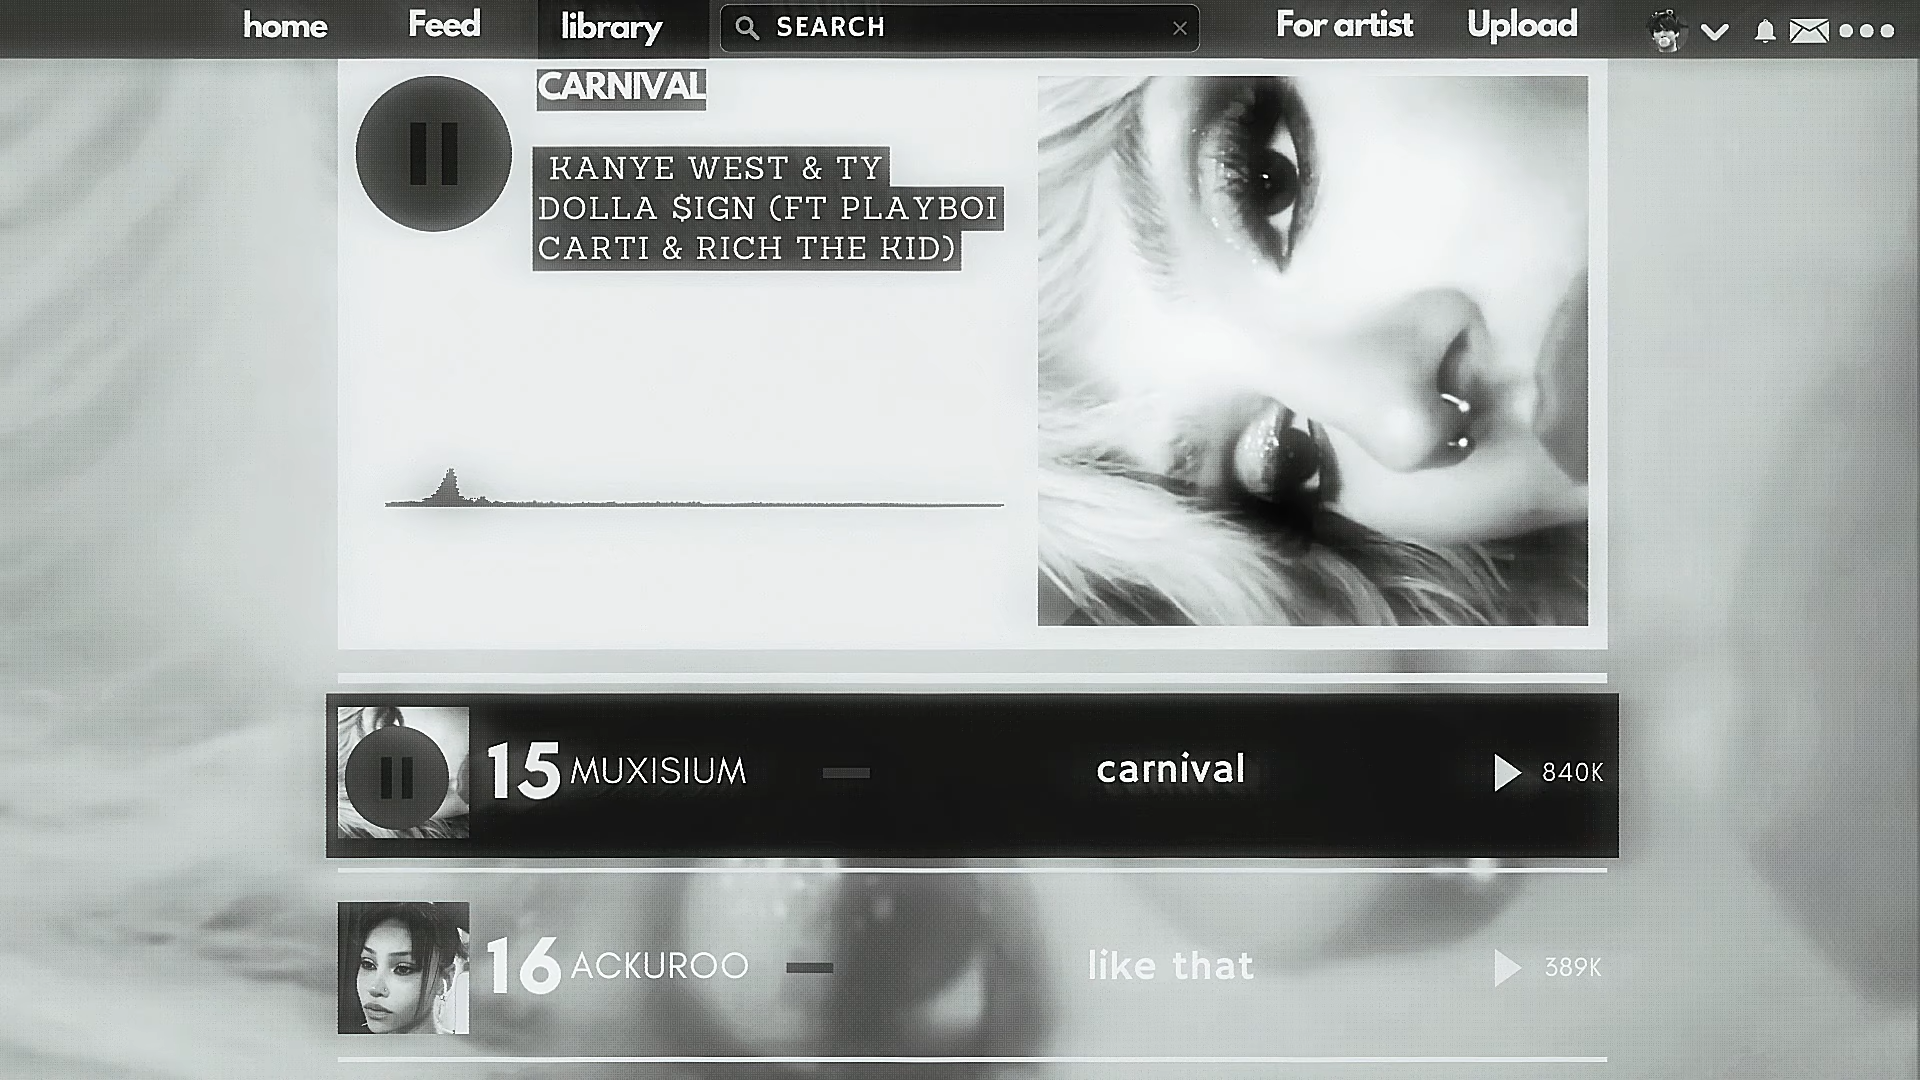 home Feed library SEARCH For artist Upload
CARNIVAL
KANYE WEST & TY
DOLLA $IGN (FT PLAYBOI
CARTI & RICH THE KID)
15 MUXISIUM — carnival 840K
16 ACKUROO — like that 389K